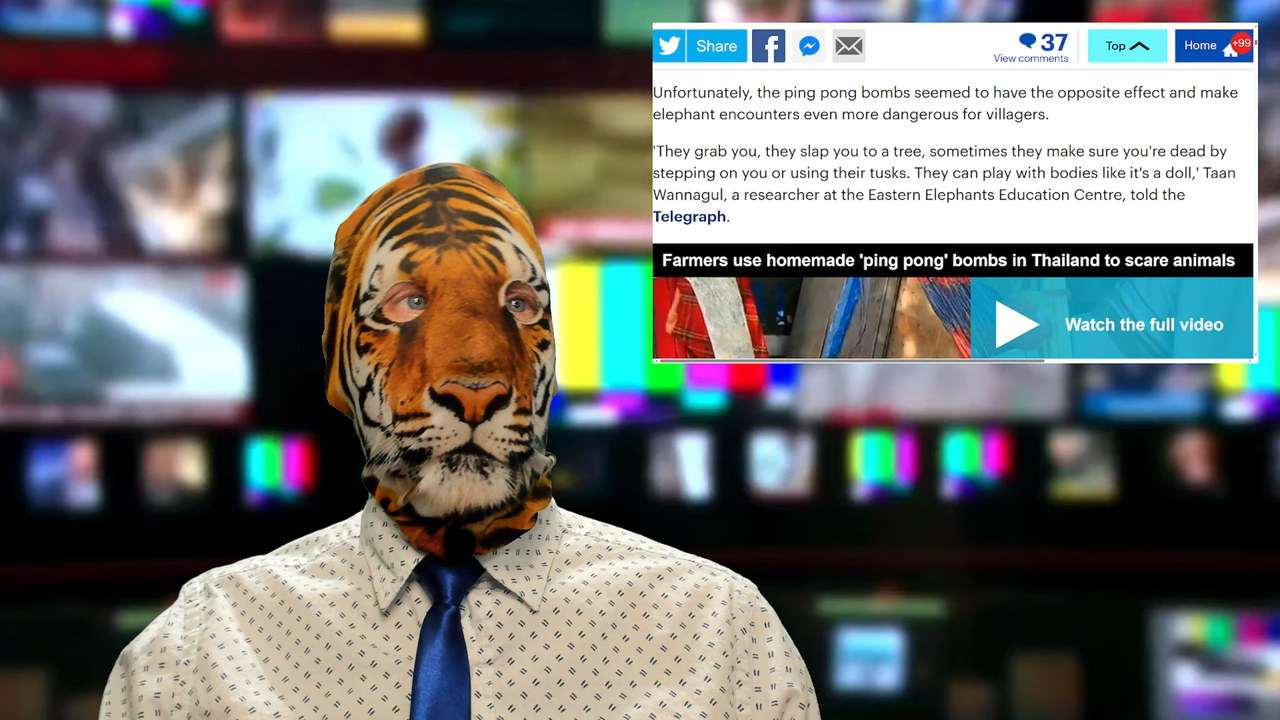 Share
37
View comments
Top
Home
+99
Unfortunately, the ping pong bombs seemed to have the opposite effect and make
elephant encounters even more dangerous for villagers.
'They grab you, they slap you to a tree, sometimes they make sure you're dead by
stepping on you or using their tusks. They can play with bodies like it's a doll,' Taan
Wannagul, a researcher at the Eastern Elephants Education Centre, told the
Telegraph.
Farmers use homemade 'ping pong' bombs in Thailand to scare animals
Watch the full video